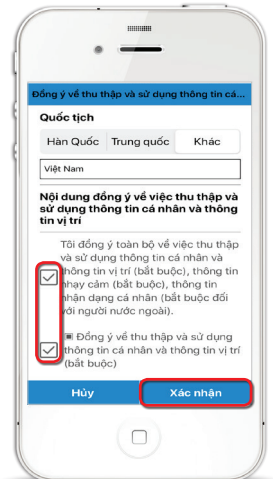 Đồng ý về thu thập và sử dụng thông tin cá...
Quốc tịch
Hàn Quốc Trung quốc Khác
Việt Nam
Nội dung đồng ý về việc thu thập và
sử dụng thông tin cá nhân và thông
tin vị trí
Tôi đồng ý toàn bộ về việc thu thập
và sử dụng thông tin cá nhân và
thông tin vị trí (bắt buộc), thông tin
nhạy cảm (bắt buộc), thông tin
nhận dạng cá nhân (bắt buộc đối
với người nước ngoài).
▣ Đồng ý về thu thập và sử dụng
thông tin cá nhân và thông tin vị trí
(bắt buộc)
Hủy Xác nhận